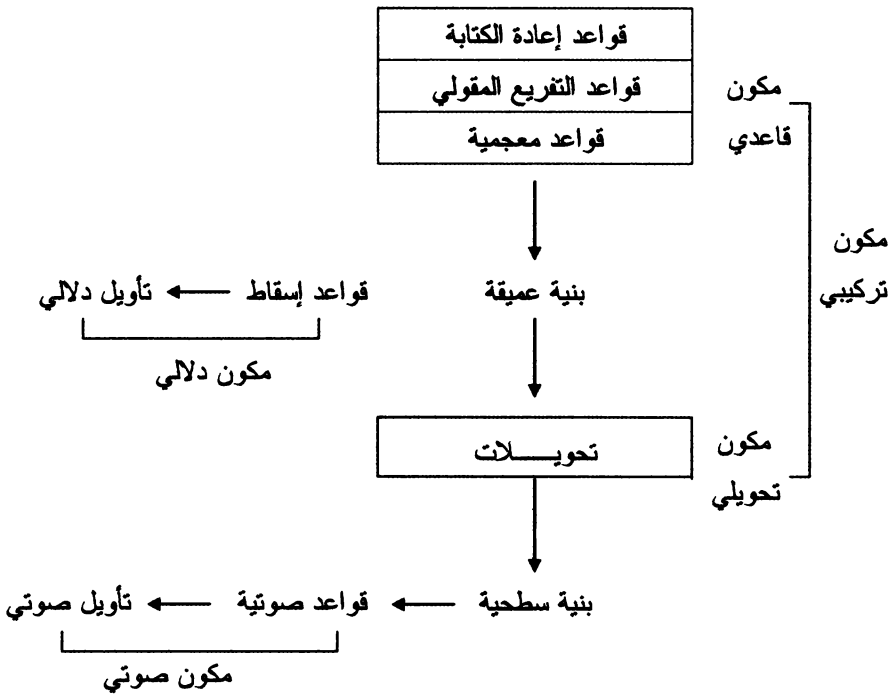 قواعد إعادة الكتابة
قواعد التفريع المقولي
قواعد معجمية
مكون
قاعدي
مكون
تركيبي
بنية عميقة
قواعد إسقاط
تأويل دلالي
مكون دلالي
تحويـــــلات
مكون
تحويلي
بنية سطحية
قواعد صوتية
تأويل صوتي
مكون صوتي